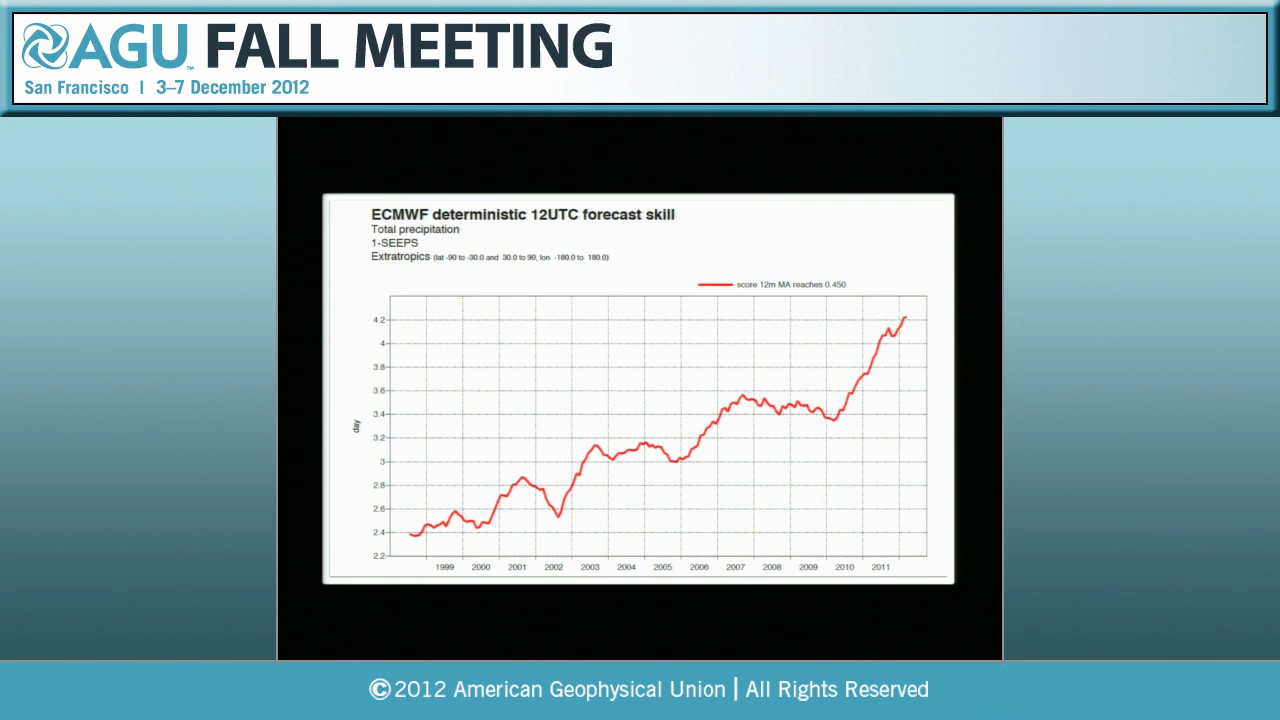 AGU FALL MEETING
San Francisco | 3–7 December 2012
ECMWF deterministic 12UTC forecast skill
Total precipitation
1-SEEPS
Extratropics (lat -90 to -30.0 and 30.0 to 90, lon -180.0 to 180.0)
score 12m MA reaches 0.450
4.2
4
3.8
3.6
3.4
3.2
3
2.8
2.6
2.4
2.2
day
1999 2000 2001 2002 2003 2004 2005 2006 2007 2008 2009 2010 2011
©2012 American Geophysical Union | All Rights Reserved